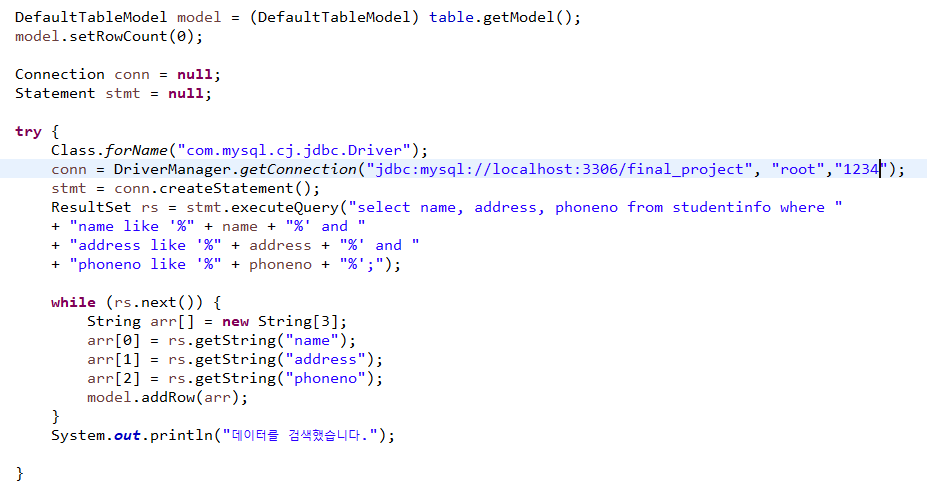 DefaultTableModel model = (DefaultTableModel) table.getModel();
model.setRowCount(0);
Connection conn = null;
Statement stmt = null;
try {
Class.forName("com.mysql.cj.jdbc.Driver");
conn = DriverManager.getConnection("jdbc:mysql://localhost:3306/final_project", "root","1234");
stmt = conn.createStatement();
ResultSet rs = stmt.executeQuery("select name, address, phoneno from studentinfo where "
+ "name like '%" + name + "%' and "
+ "address like '%" + address + "%' and "
+ "phoneno like '%" + phoneno + "%';");
while (rs.next()) {
String arr[] = new String[3];
arr[0] = rs.getString("name");
arr[1] = rs.getString("address");
arr[2] = rs.getString("phoneno");
model.addRow(arr);
}
System.out.println("데이터를 검색했습니다.");
}